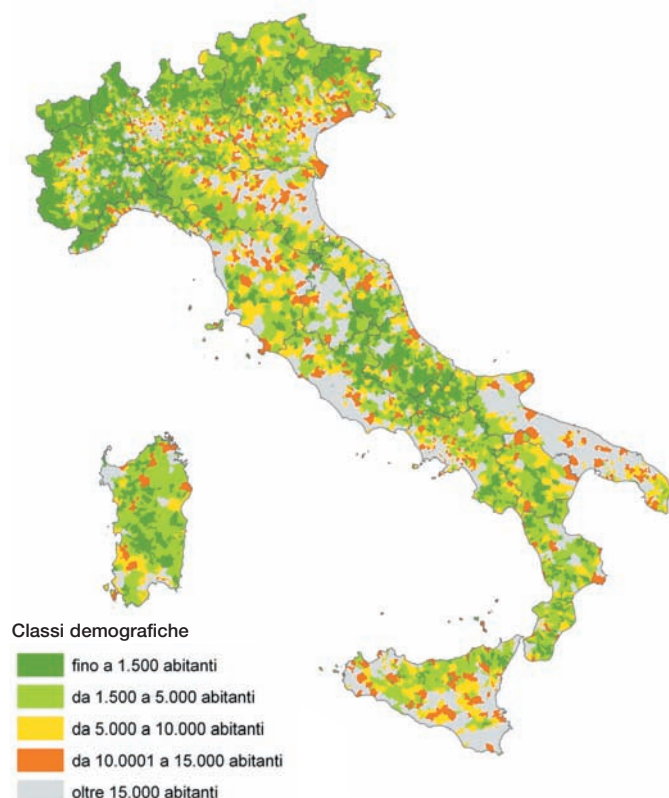 Classi demografiche
fino a 1.500 abitanti
da 1.500 a 5.000 abitanti
da 5.000 a 10.000 abitanti
da 10.0001 a 15.000 abitanti
oltre 15.000 abitanti